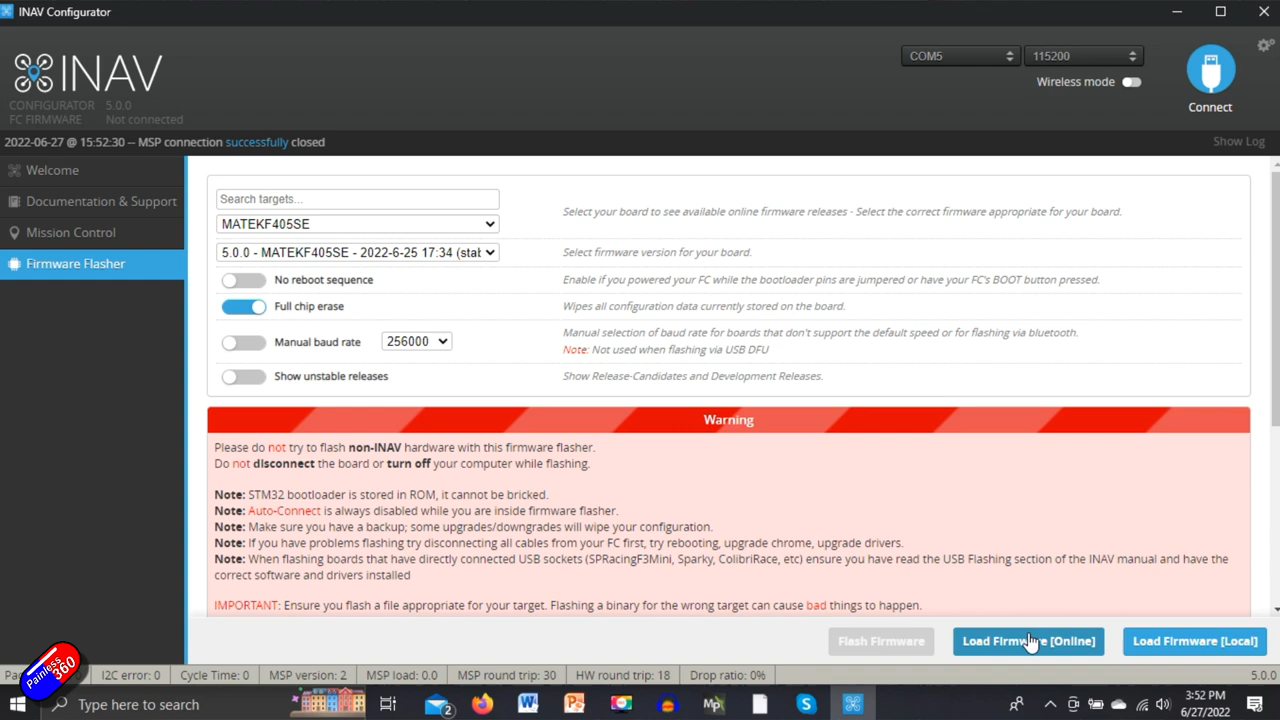 INAV Configurator
INAV
COM5
115200
Wireless mode
Connect
CONFIGURATOR 5.0.0
FC FIRMWARE Not connected
2022-06-27 @ 15:52:30 -- MSP connection successfully closed
Show Log
Welcome
Documentation & Support
Mission Control
Firmware Flasher
Search targets...
MATEKF405SE
Select your board to see available online firmware releases - Select the correct firmware appropriate for your board.
5.0.0 - MATEKF405SE - 2022-6-25 17:34 (stab
Select firmware version for your board.
No reboot sequence
Enable if you powered your FC while the bootloader pins are jumpered or have your FC's BOOT button pressed.
Full chip erase
Wipes all configuration data currently stored on the board.
Manual baud rate
256000
Manual selection of baud rate for boards that don't support the default speed or for flashing via bluetooth.
Note: Not used when flashing via USB DFU
Show unstable releases
Show Release-Candidates and Development Releases.
Warning
Please do not try to flash non-INAV hardware with this firmware flasher.
Do not disconnect the board or turn off your computer while flashing.
Note: STM32 bootloader is stored in ROM, it cannot be bricked.
Note: Auto-Connect is always disabled while you are inside firmware flasher.
Note: Make sure you have a backup; some upgrades/downgrades will wipe your configuration.
Note: If you have problems flashing try disconnecting all cables from your FC first, try rebooting, upgrade chrome, upgrade drivers.
Note: When flashing boards that have directly connected USB sockets (SPRacingF3Mini, Sparky, ColibriRace, etc) ensure you have read the USB Flashing section of the INAV manual and have the
correct software and drivers installed
IMPORTANT: Ensure you flash a file appropriate for your target. Flashing a binary for the wrong target can cause bad things to happen.
Flash Firmware
Load Firmware [Online]
Load Firmware [Local]
Painless360
I2C error: 0
Cycle Time: 0
MSP version: 2
MSP load: 0.0
MSP round trip: 30
HW round trip: 18
Drop ratio: 0%
5.0.0
Type here to search
2
3:52 PM
6/27/2022